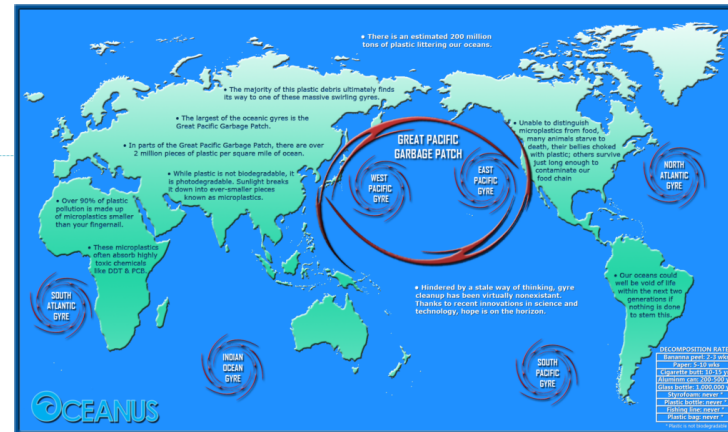 • There is an estimated 200 million
tons of plastic littering our oceans.
• The majority of this plastic debris ultimately finds
its way to one of these massive swirling gyres.
• The largest of the oceanic gyres is the
Great Pacific Garbage Patch.
• In parts of the Great Pacific Garbage Patch, there are over
2 million pieces of plastic per square mile of ocean.
• While plastic is not biodegradable, it
is photodegradable. Sunlight breaks
it down into ever-smaller pieces
known as microplastics.
• Over 90% of plastic
pollution is made up
of microplastics smaller
than your fingernail.
• These microplastics
often absorb highly
toxic chemicals
like DDT & PCB.
GREAT PACIFIC
GARBAGE PATCH
WEST
PACIFIC
GYRE
EAST
PACIFIC
GYRE
• Unable to distinguish
microplastics from food,
many animals starve to
death, their bellies choked
with plastic; others survive
just long enough to
contaminate our
food chain
NORTH
ATLANTIC
GYRE
SOUTH
ATLANTIC
GYRE
INDIAN
OCEAN
GYRE
• Hindered by a stale way of thinking, gyre
cleanup has been virtually nonexistant.
Thanks to recent innovations in science and
technology, hope is on the horizon.
• Our oceans could
well be void of life
within the next two
generations if
nothing is done
to stem this.
SOUTH
PACIFIC
GYRE
OCEANUS
DECOMPOSITION RATE
Bananna peel: 2-3 wks
Paper: 5-10 wks
Cigarette butt: 10-15 y
Aluminm can: 200-500 y
Glass bottle: 1,000,000 y
Styrofoam: never *
Plastic bottle: never *
Fishing line: never *
Plastic bag: never *
* Plastic is not biodegradable